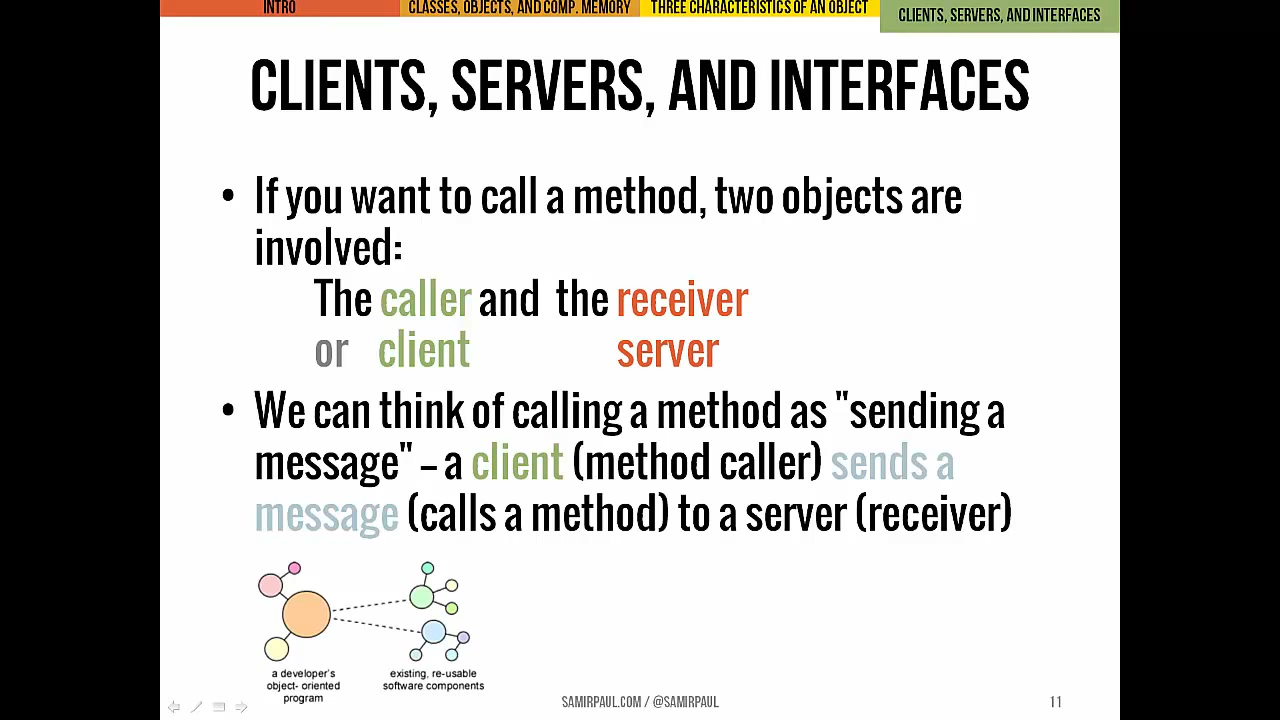 INTRO
CLASSES, OBJECTS, AND COMP. MEMORY
THREE CHARACTERISTICS OF AN OBJECT
CLIENTS, SERVERS, AND INTERFACES
CLIENTS, SERVERS, AND INTERFACES
• If you want to call a method, two objects are
involved:
The caller and the receiver
or client server
• We can think of calling a method as "sending a
message" – a client (method caller) sends a
message (calls a method) to a server (receiver)
a developer's
object- oriented
program
existing, re-usable
software components
SAMIRPAUL.COM / @SAMIRPAUL
11